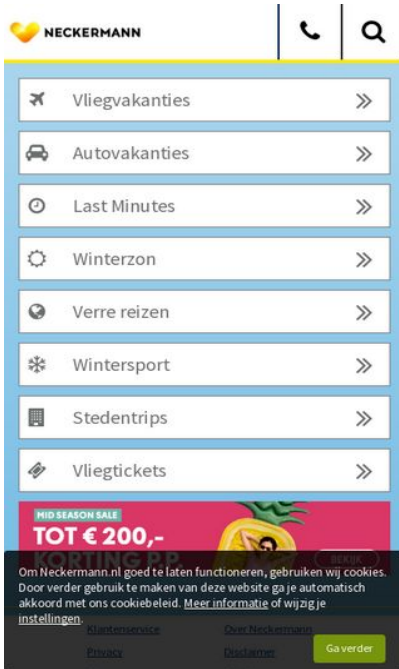 NECKERMANN
Vliegvakanties
Autovakanties
Last Minutes
Winterzon
Verre reizen
Wintersport
Stedentrips
Vliegtickets
MID SEASON SALE
TOT € 200,-
KORTING P.P.
BEKIJK
Om Neckermann.nl goed te laten functioneren, gebruiken wij cookies.
Door verder gebruik te maken van deze website ga je automatisch
akkoord met ons cookiebeleid. Meer informatie of wijzig je
instellingen.
Klantenservice Over Neckermann
Privacy Disclaimer
Ga verder